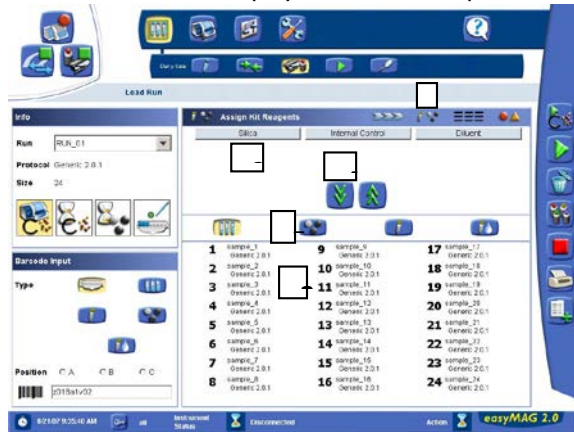 Daily Use
Load Run
Info
Run RUN_01
Protocol Generic 2.0.1
Size 24
Barcode Input
Type
Position A B C
z018a1v02
Assign Kit Reagents
Silica Internal Control Diluent
1 sample_1 Generic 2.0.1 9 sample_9 Generic 2.0.1 17 sample_17 Generic 2.0.1
2 sample_2 Generic 2.0.1 10 sample_10 Generic 2.0.1 18 sample_18 Generic 2.0.1
3 sample_3 Generic 2.0.1 11 sample_11 Generic 2.0.1 19 sample_19 Generic 2.0.1
4 sample_4 Generic 2.0.1 12 sample_12 Generic 2.0.1 20 sample_20 Generic 2.0.1
5 sample_5 Generic 2.0.1 13 sample_13 Generic 2.0.1 21 sample_21 Generic 2.0.1
6 sample_6 Generic 2.0.1 14 sample_14 Generic 2.0.1 22 sample_22 Generic 2.0.1
7 sample_7 Generic 2.0.1 15 sample_15 Generic 2.0.1 23 sample_23 Generic 2.0.1
8 sample_8 Generic 2.0.1 16 sample_16 Generic 2.0.1 24 sample_24 Generic 2.0.1
8/21/07 9:35:40 AM Instrument Status Disconnected Action easyMAG 2.0